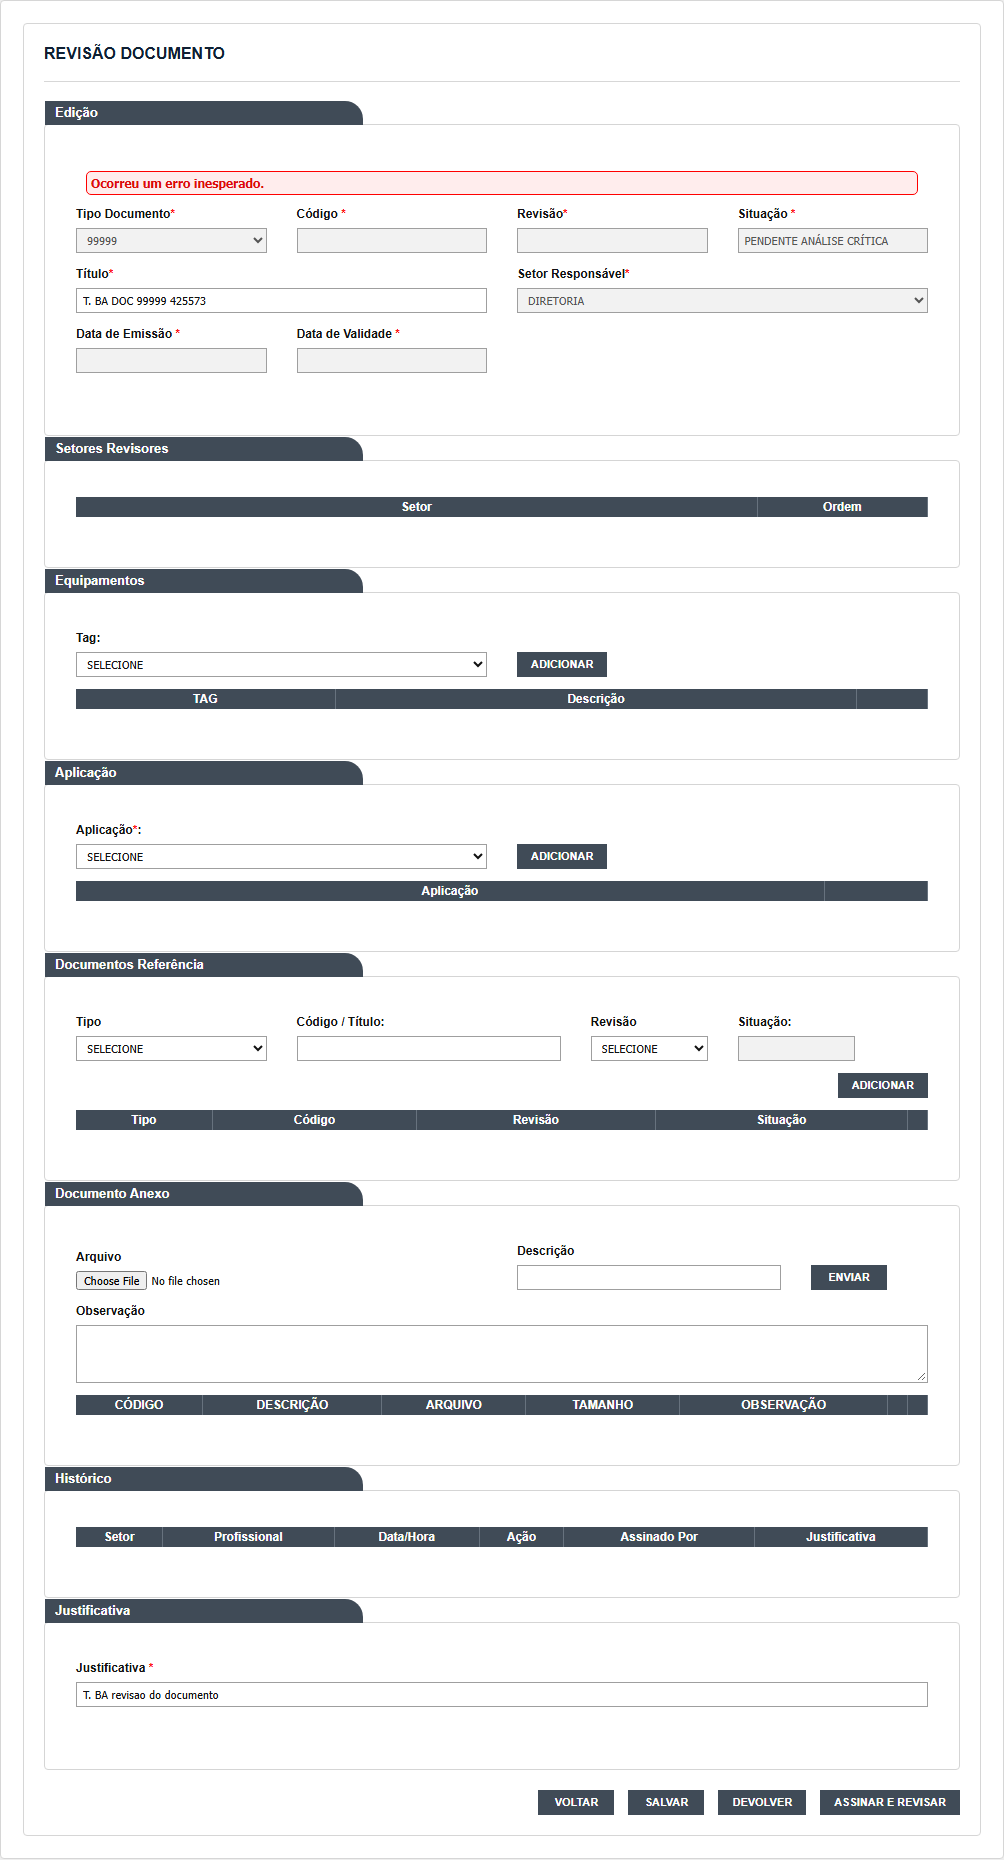 REVISÃO DOCUMENTO
Edição
Ocorreu um erro inesperado.
Tipo Documento* Código * Revisão* Situação *
99999 PENDENTE ANÁLISE CRÍTICA
Título* Setor Responsável*
T. BA DOC 99999 425573 DIRETORIA
Data de Emissão * Data de Validade *
Setores Revisores
Setor Ordem
Equipamentos
Tag:
SELECIONE ADICIONAR
TAG Descrição
Aplicação
Aplicação*:
SELECIONE ADICIONAR
Aplicação
Documentos Referência
Tipo Código / Título: Revisão Situação:
SELECIONE SELECIONE
ADICIONAR
Tipo Código Revisão Situação
Documento Anexo
Arquivo Descrição
Choose File No file chosen ENVIAR
Observação
CÓDIGO DESCRIÇÃO ARQUIVO TAMANHO OBSERVAÇÃO
Histórico
Setor Profissional Data/Hora Ação Assinado Por Justificativa
Justificativa
Justificativa *
T. BA revisao do documento
VOLTAR SALVAR DEVOLVER ASSINAR E REVISAR